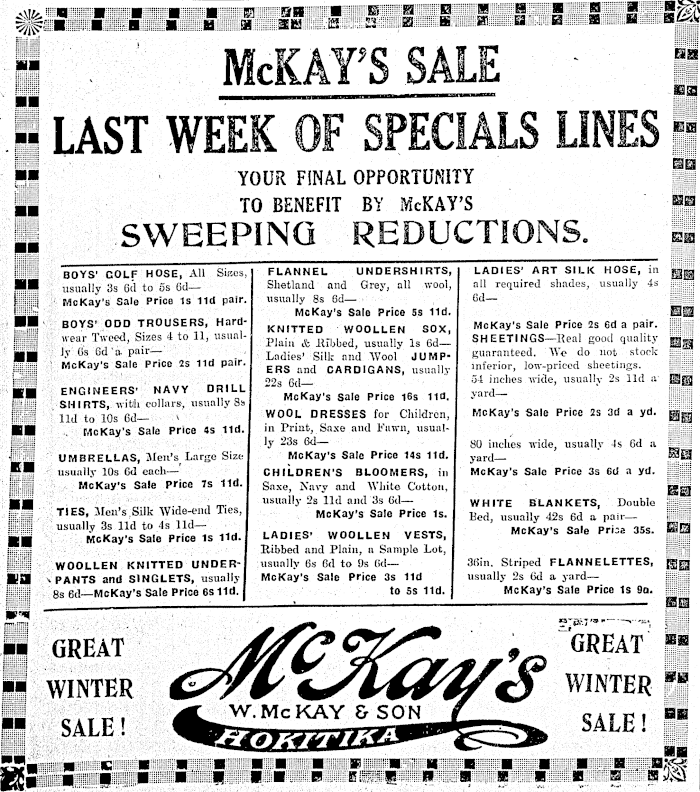 McKAY'S SALE
LAST WEEK OF SPECIALS LINES
YOUR FINAL OPPORTUNITY
TO BENEFIT BY McKAY'S
SWEEPING REDUCTIONS.
BOYS' GOLF HOSE, All Sizes,
usually 3s 6d to 5s 6d—
McKay's Sale Price 1s 11d pair.
BOYS' ODD TROUSERS, Hard-
wear Tweed, Sizes 4 to 11, usual-
ly 6s 6d a pair—
McKay's Sale Price 2s 11d pair.
ENGINEERS' NAVY DRILL
SHIRTS, with collars, usually 8s
11d to 10s 6d—
McKay's Sale Price 4s 11d.
UMBRELLAS, Men's Large Size
usually 10s 6d each—
McKay's Sale Price 7s 11d.
TIES, Men's Silk Wide-end Ties,
usually 3s 11d to 4s 11d—
McKay's Sale Price 1s 11d.
WOOLLEN KNITTED UNDER-
PANTS and SINGLETS, usually
8s 6d—McKay's Sale Price 6s 11d.
FLANNEL UNDERSHIRTS,
Shetland and Grey, all wool,
usually 8s 6d—
McKay's Sale Price 5s 11d.
KNITTED WOOLLEN SOX,
Plain & Ribbed, usually 1s 6d—
Ladies' Silk and Wool JUMP-
ERS and CARDIGANS, usually
22s 6d—
McKay's Sale Price 16s 11d.
WOOL DRESSES for Children,
in Print, Saxe and Fawn, usual-
ly 23s 6d—
McKay's Sale Price 14s 11d.
CHILDREN'S BLOOMERS, in
Saxe, Navy and White Cotton,
usually 2s 11d and 3s 6d—
McKay's Sale Price 1s.
LADIES' WOOLLEN VESTS,
Ribbed and Plain, a Sample Lot,
usually 6s 6d to 9s 6d—
McKay's Sale Price 3s 11d
to 5s 11d.
LADIES' ART SILK HOSE, in
all required shades, usually 4s
6d—
McKay's Sale Price 2s 6d a pair.
SHEETINGS—Real good quality
guaranteed. We do not stock
inferior, low-priced sheetings.
54 inches wide, usually 2s 11d a
yard—
McKay's Sale Price 2s 3d a yd.
80 inches wide, usually 4s 6d a
yard—
McKay's Sale Price 3s 6d a yd.
WHITE BLANKETS, Double
Bed, usually 42s 6d a pair—
McKay's Sale Price 35s.
36in. Striped FLANNELETTES,
usually 2s 6d a yard—
McKay's Sale Price 1s 9d.
GREAT
WINTER
SALE!
McKay's
W. McKAY & SON
HOKITIKA
GREAT
WINTER
SALE!